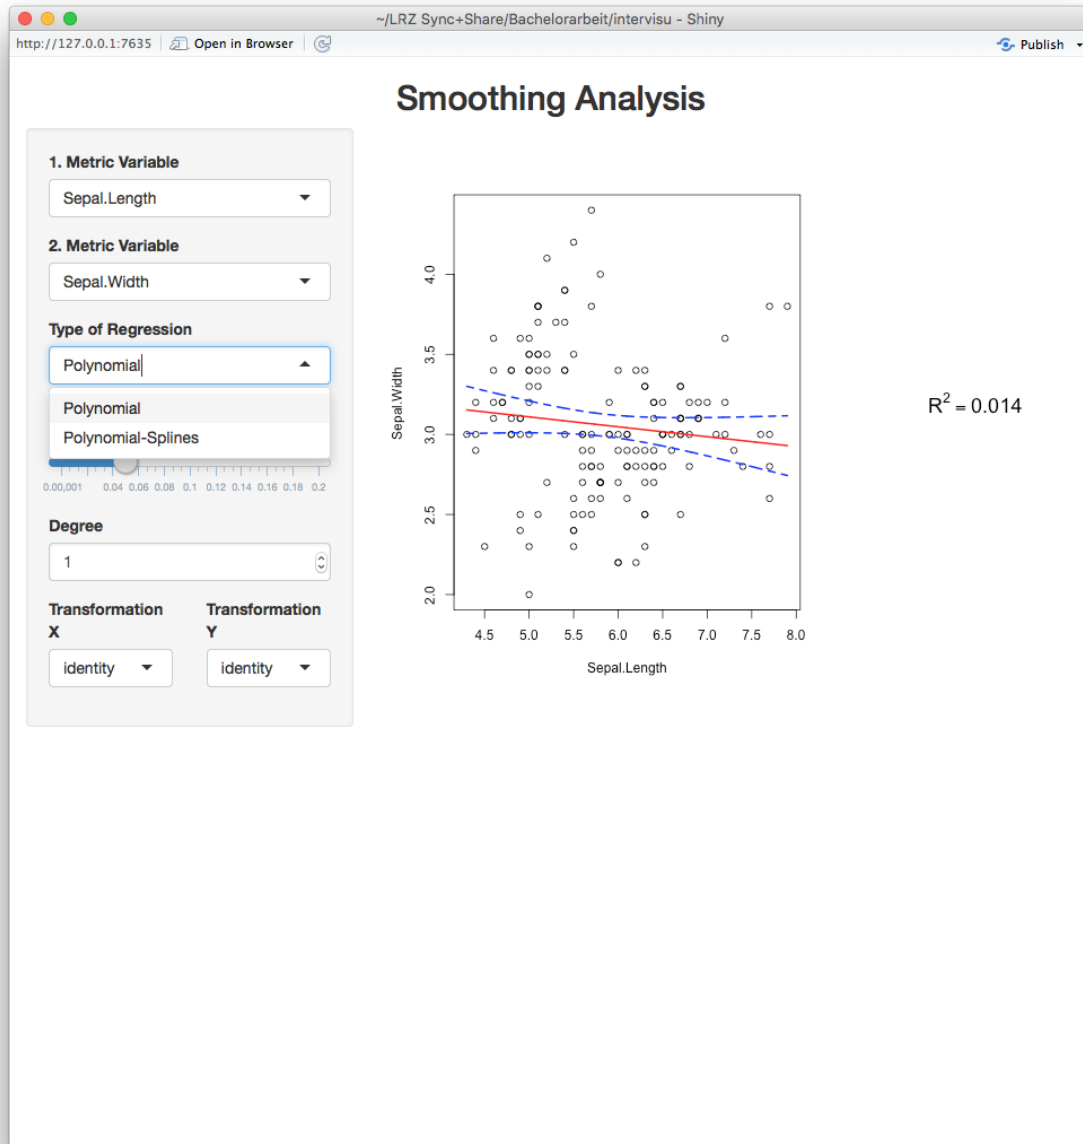 ~/LRZ Sync+Share/Bachelorarbeit/intervisu - Shiny
http://127.0.0.1:7635 Open in Browser Publish
Smoothing Analysis
1. Metric Variable
Sepal.Length
2. Metric Variable
Sepal.Width
Type of Regression
Polynomial
Polynomial
Polynomial-Splines
0.00,001 0.04 0.06 0.08 0.1 0.12 0.14 0.16 0.18 0.2
Degree
1
Transformation X
Transformation Y
identity identity
4.0
3.5
3.0
2.5
2.0
Sepal.Width
4.5 5.0 5.5 6.0 6.5 7.0 7.5 8.0
Sepal.Length
R² = 0.014